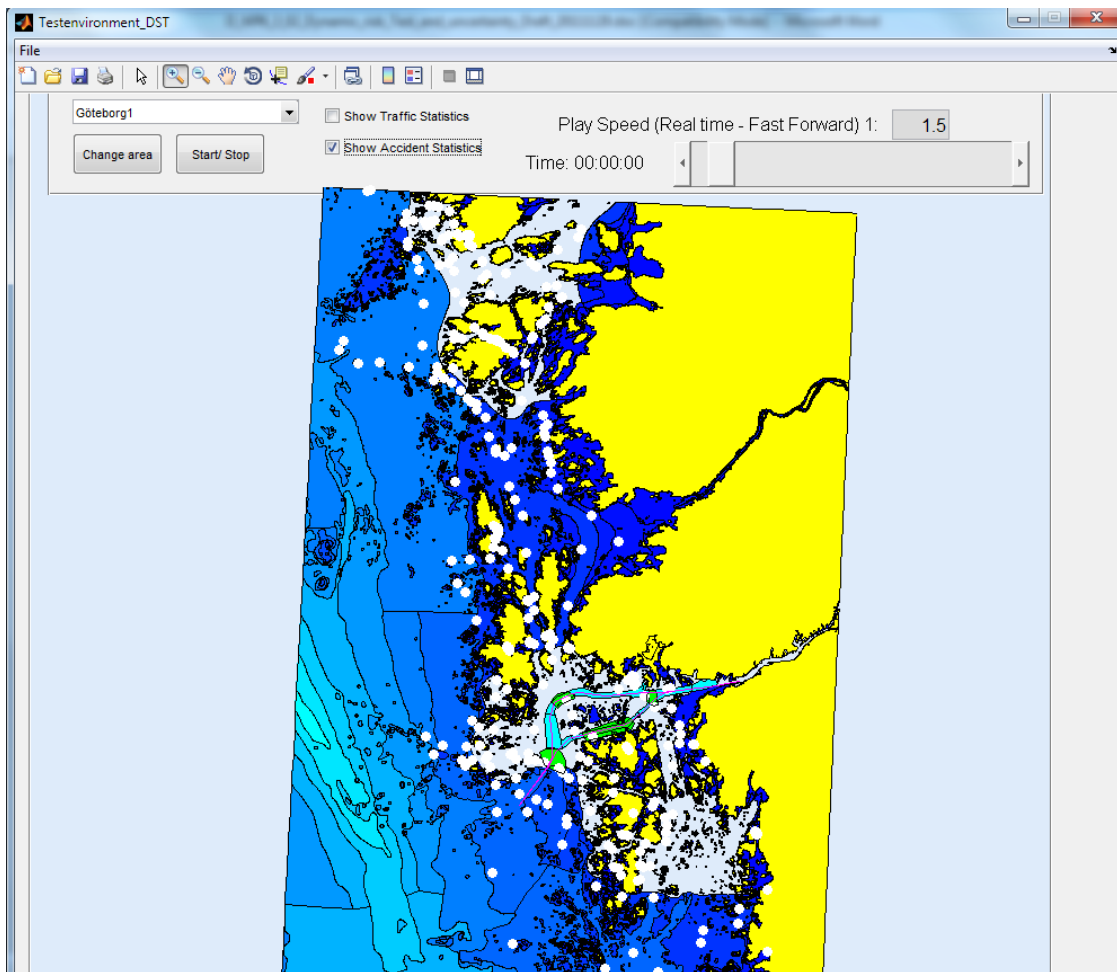 Testenvironment_DST
File
Göteborg1
Show Traffic Statistics
Play Speed (Real time - Fast Forward) 1:
1.5
Change area
Start/ Stop
Show Accident Statistics
Time: 00:00:00